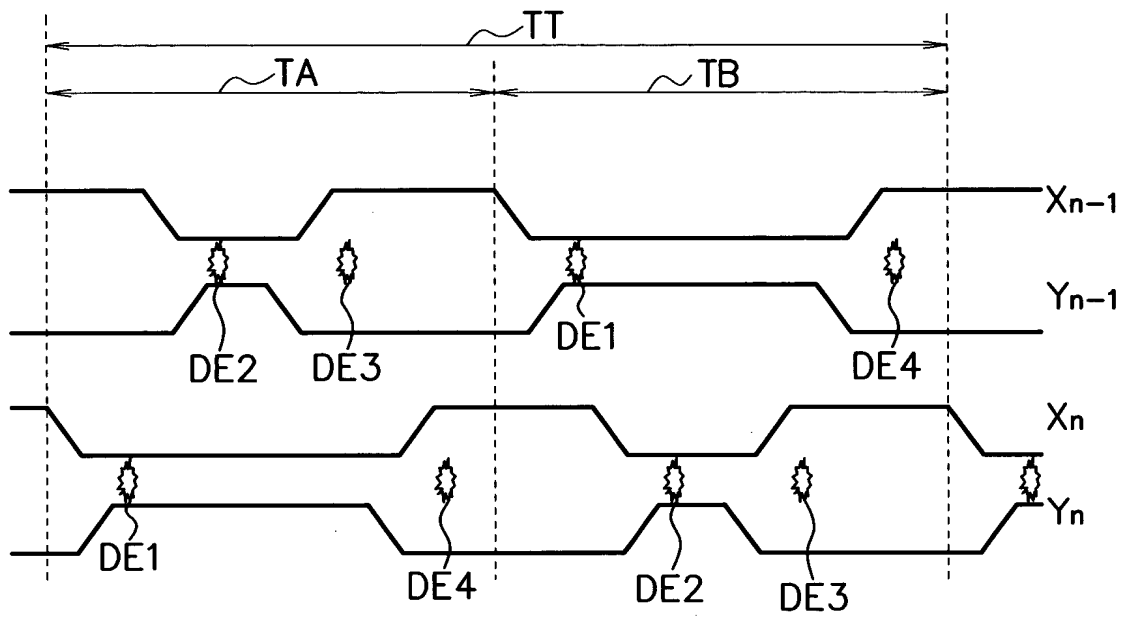 TT
TA TB
Xn-1
Yn-1
DE2 DE3 DE1 DE4
Xn
Yn
DE1 DE4 DE2 DE3